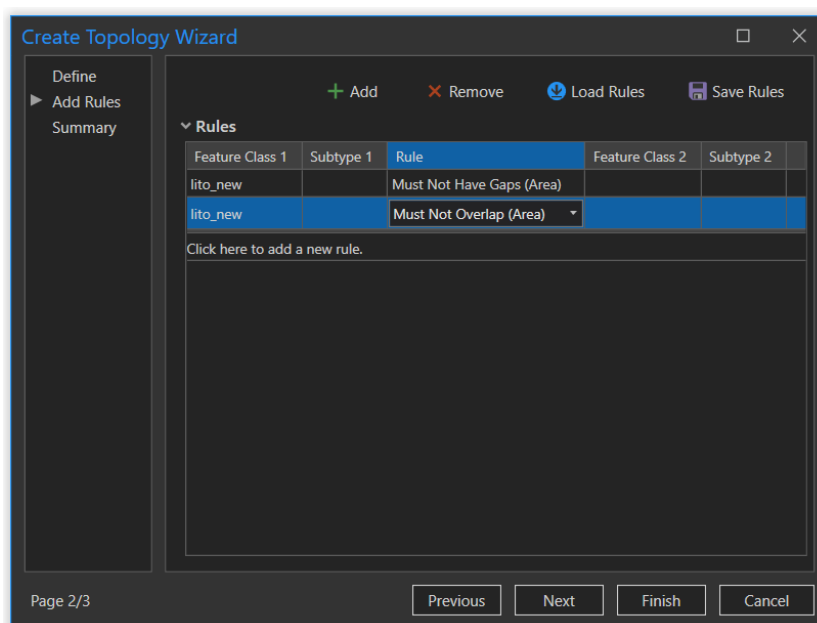 Create Topology Wizard
Define
Add Rules
Summary
Add
Remove
Load Rules
Save Rules
Rules
Feature Class 1 Subtype 1 Rule Feature Class 2 Subtype 2
lito_new Must Not Have Gaps (Area)
lito_new Must Not Overlap (Area)
Click here to add a new rule.
Page 2/3
Previous
Next
Finish
Cancel